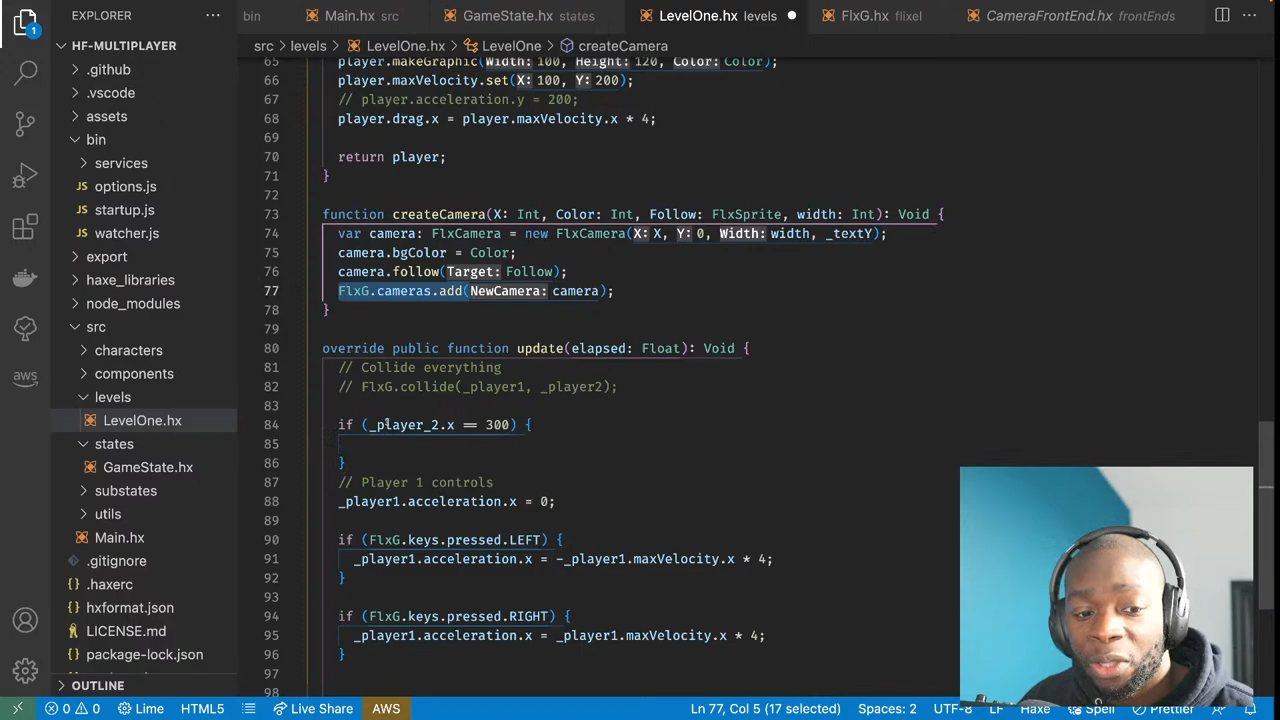 EXPLORER
HF-MULTIPLAYER
.github
.vscode
assets
bin
services
JS options.js
JS startup.js
JS watcher.js
export
haxe_libraries
node_modules
src
characters
components
levels
LevelOne.hx
states
GameState.hx
substates
utils
Main.hx
.gitignore
{} .haxerc
{} hxformat.json
LICENSE.md
{} package-lock.json
OUTLINE
1
aws
bin Main.hx src GameState.hx states LevelOne.hx levels FlxG.hx flixel CameraFrontEnd.hx frontEnds
src > levels > LevelOne.hx > LevelOne > createCamera
65 player.makeGraphic(Width: 100, Height: 120, Color: Color);
66 player.maxVelocity.set(X: 100, Y: 200);
67 // player.acceleration.y = 200;
68 player.drag.x = player.maxVelocity.x * 4;
69
70 return player;
71 }
72
73 function createCamera(X: Int, Color: Int, Follow: FlxSprite, width: Int): Void {
74 var camera: FlxCamera = new FlxCamera(X: X, Y: 0, Width: width, _textY);
75 camera.bgColor = Color;
76 camera.follow(Target: Follow);
77 FlxG.cameras.add(NewCamera: camera);
78 }
79
80 override public function update(elapsed: Float): Void {
81 // Collide everything
82 // FlxG.collide(_player1, _player2);
83
84 if (_player_2.x == 300) {
85
86 }
87 // Player 1 controls
88 _player1.acceleration.x = 0;
89
90 if (FlxG.keys.pressed.LEFT) {
91 _player1.acceleration.x = -_player1.maxVelocity.x * 4;
92 }
93
94 if (FlxG.keys.pressed.RIGHT) {
95 _player1.acceleration.x = _player1.maxVelocity.x * 4;
96 }
97
98
0 0 Lime HTML5 Live Share AWS Ln 77, Col 5 (17 selected) Spaces: 2 UTF-8 LF Haxe Spell Prettier